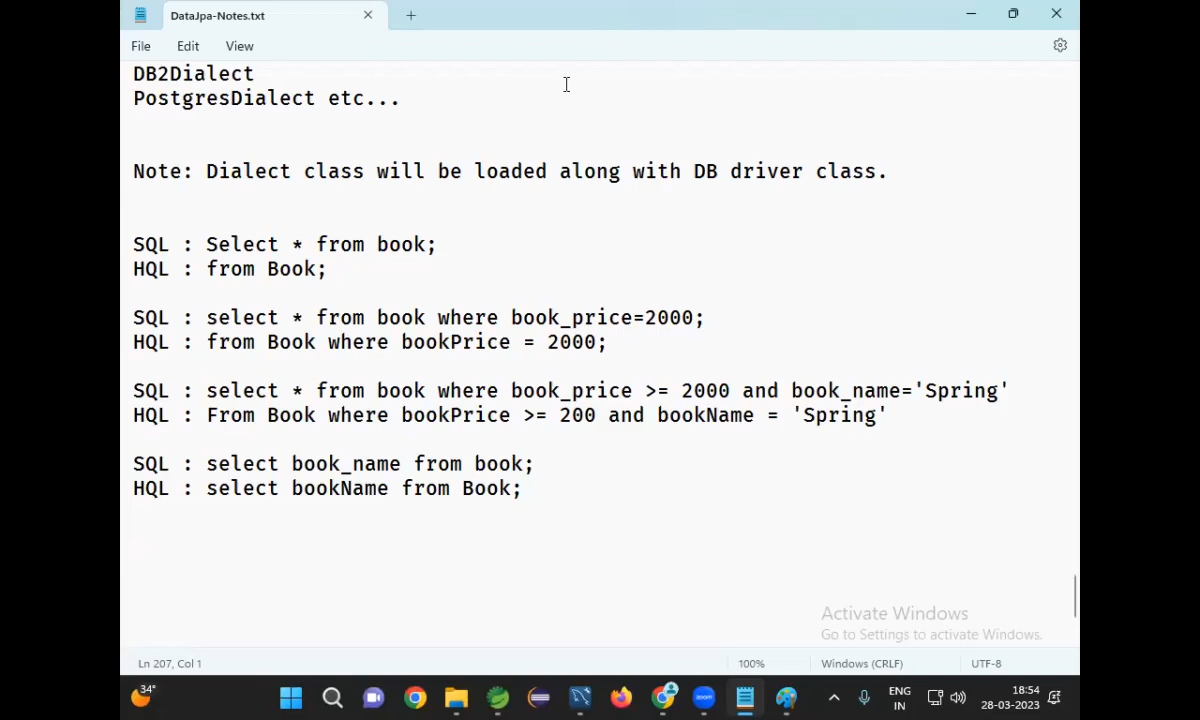 DataJpa-Notes.txt
File Edit View
DB2Dialect
PostgresDialect etc...
Note: Dialect class will be loaded along with DB driver class.
SQL : Select * from book;
HQL : from Book;
SQL : select * from book where book_price=2000;
HQL : from Book where bookPrice = 2000;
SQL : select * from book where book_price >= 2000 and book_name='Spring'
HQL : From Book where bookPrice >= 200 and bookName = 'Spring'
SQL : select book_name from book;
HQL : select bookName from Book;
Activate Windows
Go to Settings to activate Windows.
Ln 207, Col 1 100% Windows (CRLF) UTF-8
34° zoom ENG IN 18:54 28-03-2023